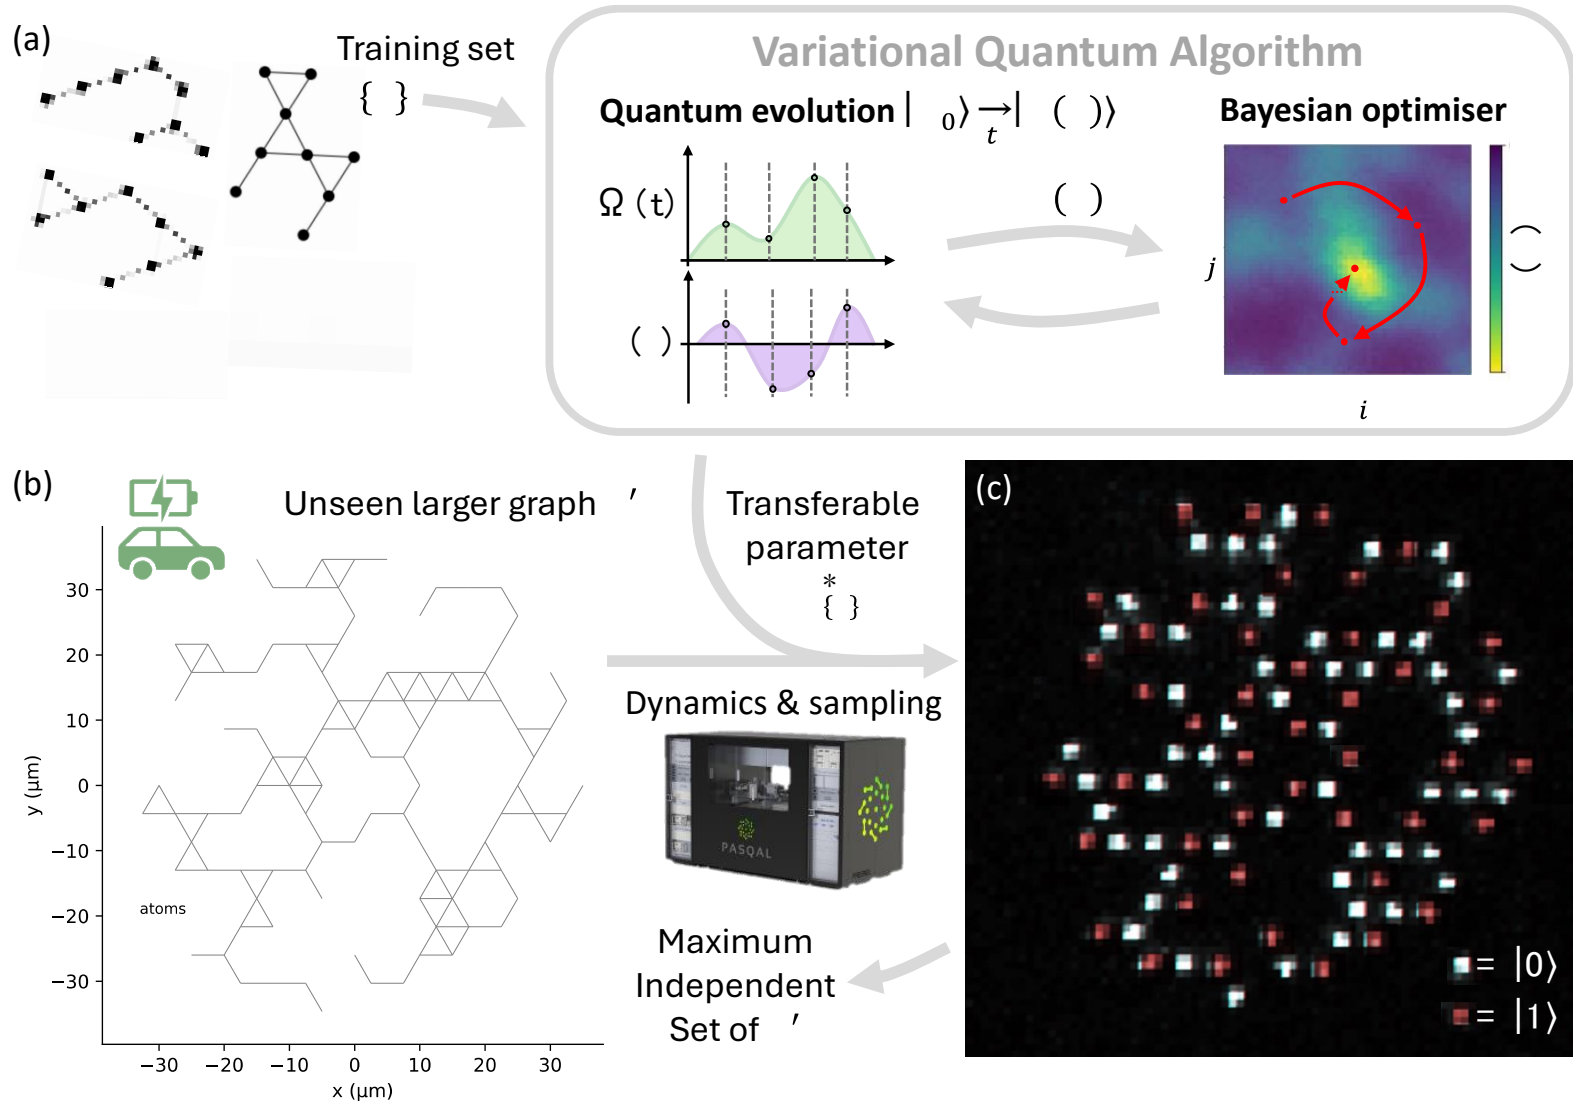 (a)
Training set
{ }
Variational Quantum Algorithm
Quantum evolution | ₀⟩ →t | ( )⟩
Bayesian optimiser
Ω (t)
( )
( )
j
i
( )
(b)
Unseen larger graph ′
Transferable
parameter
*
{ }
30
20
10
0
−10
−20
−30
y (µm)
atoms
−30 −20 −10 0 10 20 30
x (µm)
Dynamics & sampling
PASQAL
Maximum
Independent
Set of ′
(c)
= |0⟩
= |1⟩